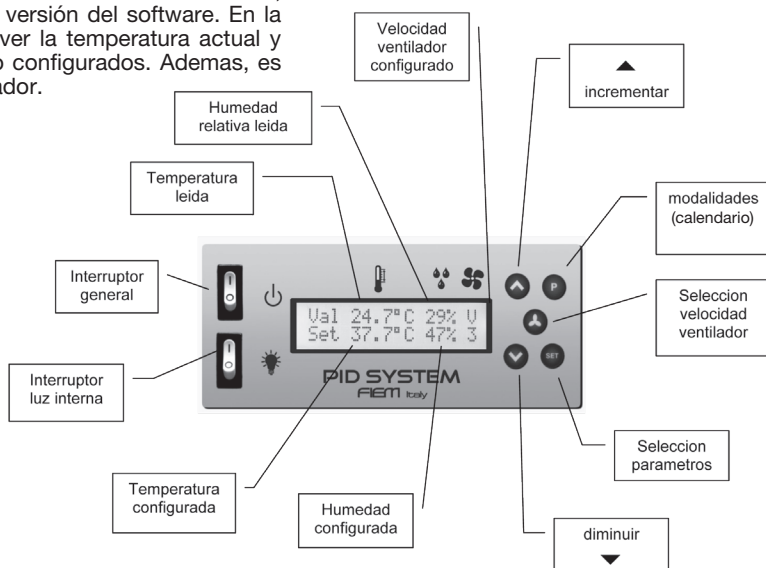 versión del software. En la
ver la temperatura actual y
o configurados. Ademas, es
ador.
Velocidad
ventilador
configurado
▲
incrementar
Humedad
relativa leida
Temperatura
leida
modalidades
(calendario)
Interruptor
general
Seleccion
velocidad
ventilador
Interruptor
luz interna
Val 24.7°C 29% V
Set 37.7°C 47% 3
P
SET
PID SYSTEM
FIEM Italy
Seleccion
parametros
Temperatura
configurada
Humedad
configurada
diminuir
▼